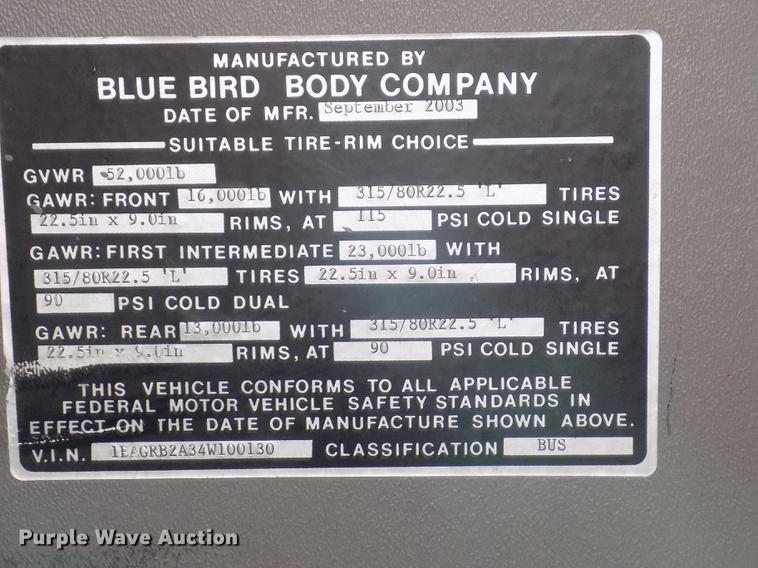 MANUFACTURED BY
BLUE BIRD BODY COMPANY
DATE OF MFR. September 2003
SUITABLE TIRE-RIM CHOICE
GVWR 52,000lb
GAWR: FRONT 16,000lb WITH 315/80R22.5 'L' TIRES
22.5in x 9.0in RIMS, AT 115 PSI COLD SINGLE
GAWR: FIRST INTERMEDIATE 23,000lb WITH
315/80R22.5 'L' TIRES 22.5in x 9.0in RIMS, AT
90 PSI COLD DUAL
GAWR: REAR 13,000lb WITH 315/80R22.5 'L' TIRES
22.5in x 9.0in RIMS, AT 90 PSI COLD SINGLE
THIS VEHICLE CONFORMS TO ALL APPLICABLE
FEDERAL MOTOR VEHICLE SAFETY STANDARDS IN
EFFECT ON THE DATE OF MANUFACTURE SHOWN ABOVE.
V.I.N. 1BAGRB2A34W100130 CLASSIFICATION BUS
Purple Wave Auction